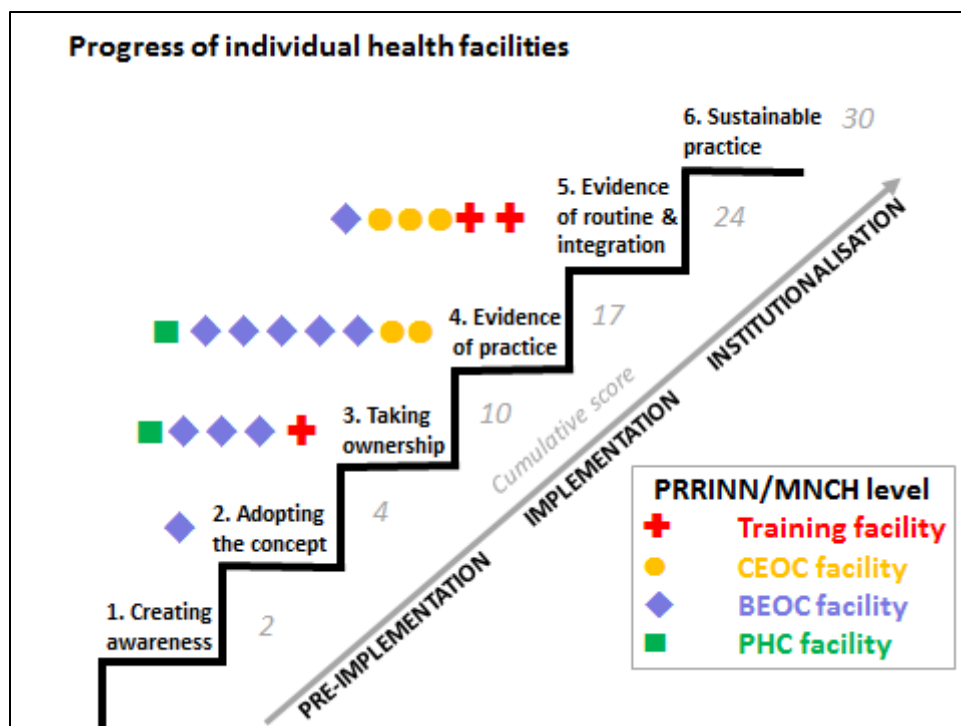 Progress of individual health facilities
6. Sustainable
practice
30
5. Evidence
of routine &
integration
24
4. Evidence
of practice
17
3. Taking
ownership
10
2. Adopting
the concept
4
1. Creating
awareness
2
Cumulative score
PRE-IMPLEMENTATION
IMPLEMENTATION
INSTITUTIONALISATION
PRRINN/MNCH level
Training facility
CEOC facility
BEOC facility
PHC facility